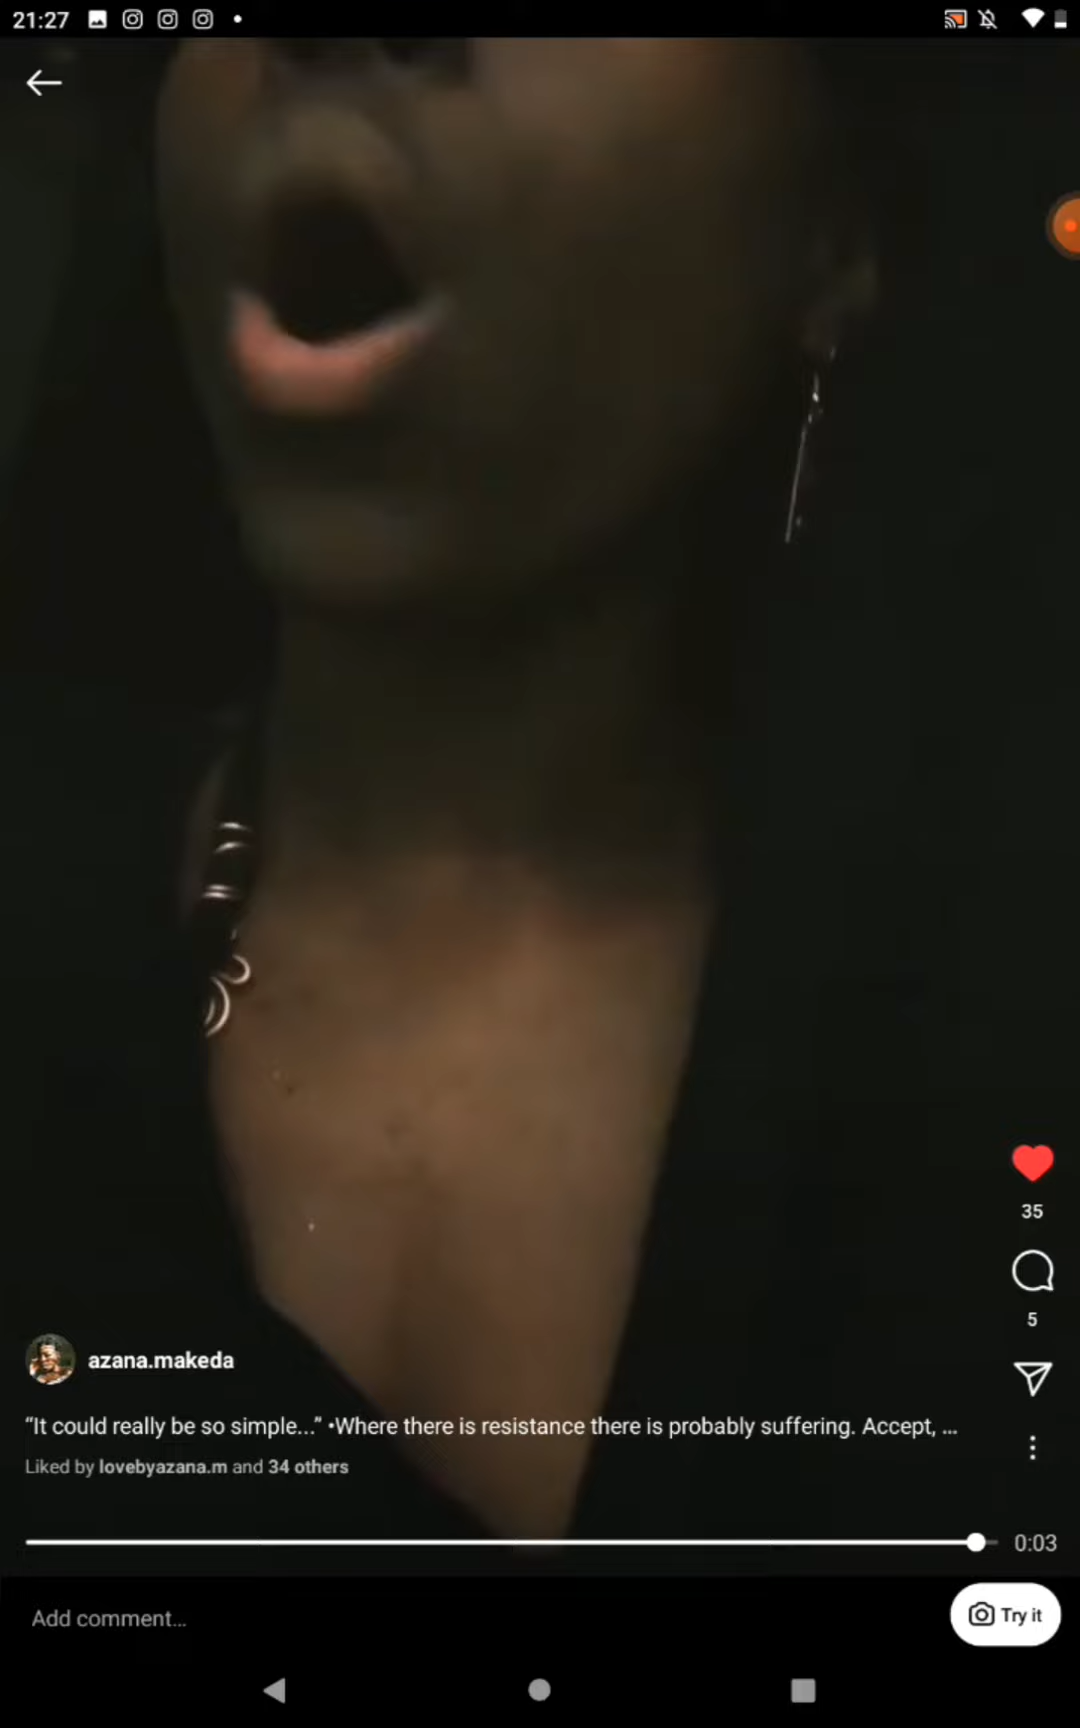 21:27
35
5
azana.makeda
“It could really be so simple...” •Where there is resistance there is probably suffering. Accept, ...
Liked by lovebyazana.m and 34 others
0:03
Add comment...
Try it